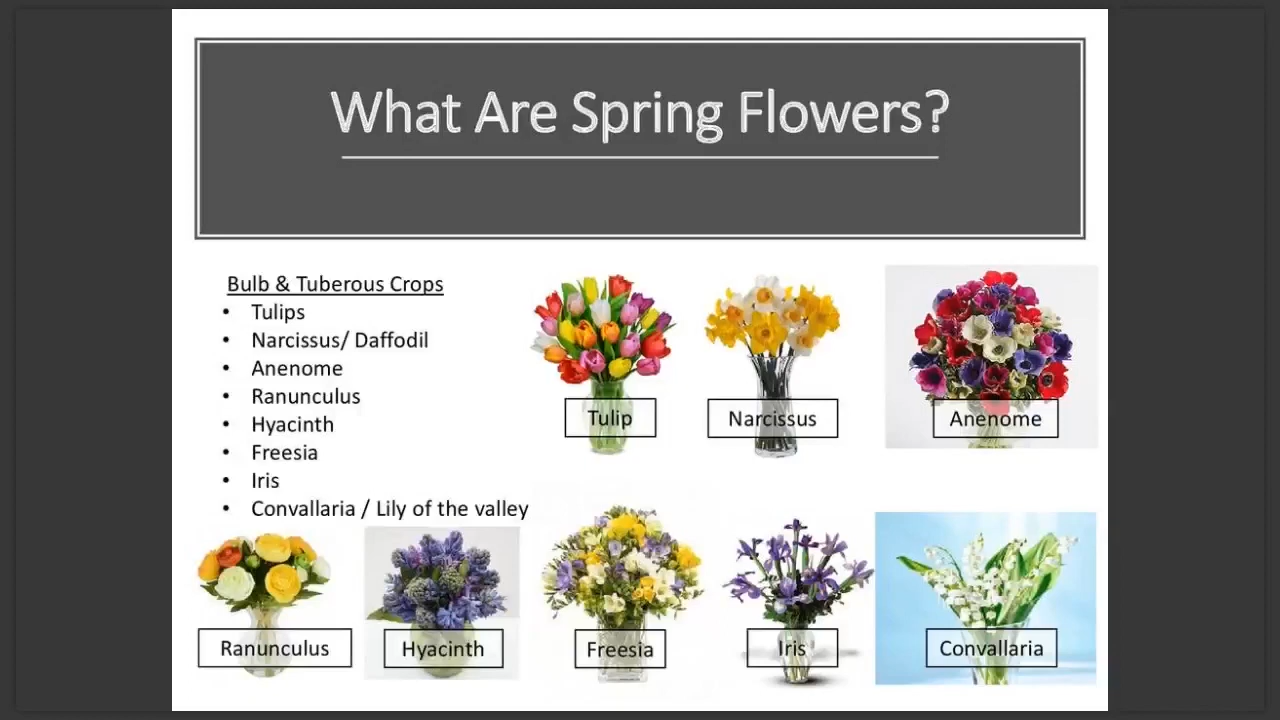 What Are Spring Flowers?
Bulb & Tuberous Crops
• Tulips
• Narcissus/ Daffodil
• Anenome
• Ranunculus
• Hyacinth
• Freesia
• Iris
• Convallaria / Lily of the valley
Tulip
Narcissus
Anenome
Ranunculus
Hyacinth
Freesia
Iris
Convallaria